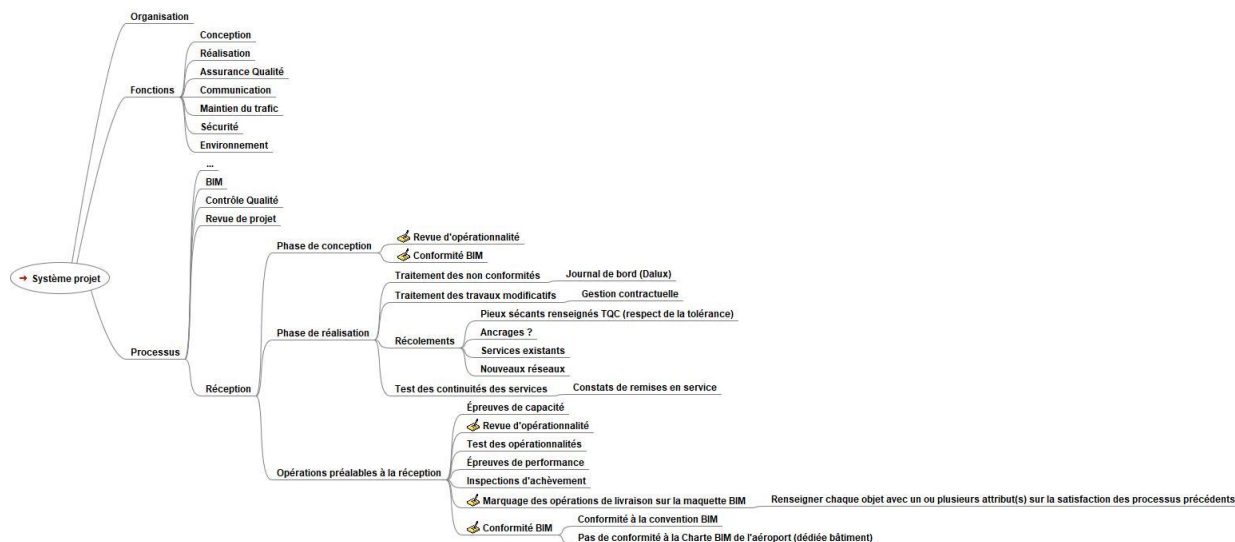 Organisation
Conception
Réalisation
Assurance Qualité
Fonctions
Communication
Maintien du trafic
Sécurité
Environnement
...
BIM
Contrôle Qualité
Revue de projet
Système projet
Processus
Réception
Phase de conception
Revue d'opérationnalité
Conformité BIM
Phase de réalisation
Traitement des non conformités
Journal de bord (Dalux)
Traitement des travaux modificatifs
Gestion contractuelle
Récolements
Pieux sécants renseignés TQC (respect de la tolérance)
Ancrages ?
Services existants
Nouveaux réseaux
Test des continuités des services
Constats de remises en service
Opérations préalables à la réception
Épreuves de capacité
Revue d'opérationnalité
Test des opérationnalités
Épreuves de performance
Inspections d'achèvement
Marquage des opérations de livraison sur la maquette BIM
Renseigner chaque objet avec un ou plusieurs attribut(s) sur la satisfaction des processus précédents
Conformité BIM
Conformité à la convention BIM
Pas de conformité à la Charte BIM de l'aéroport (dédiée bâtiment)